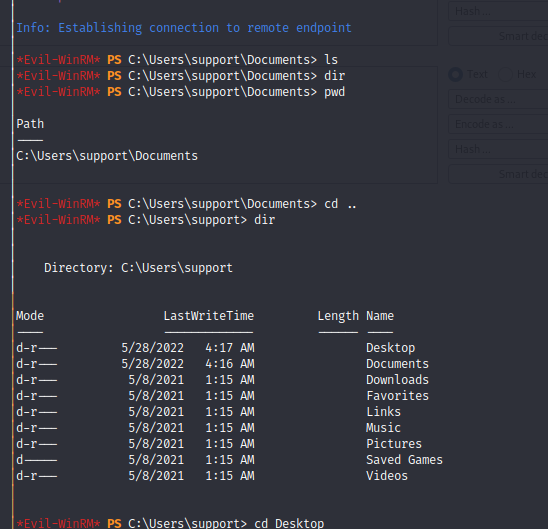 Info: Establishing connection to remote endpoint
*Evil-WinRM* PS C:\Users\support\Documents> ls
*Evil-WinRM* PS C:\Users\support\Documents> dir
*Evil-WinRM* PS C:\Users\support\Documents> pwd
Path
----
C:\Users\support\Documents
*Evil-WinRM* PS C:\Users\support\Documents> cd ..
*Evil-WinRM* PS C:\Users\support> dir
Directory: C:\Users\support
Mode LastWriteTime Length Name
---- ------------- ------ ----
d-r--- 5/28/2022 4:17 AM Desktop
d-r--- 5/28/2022 4:16 AM Documents
d-r--- 5/8/2021 1:15 AM Downloads
d-r--- 5/8/2021 1:15 AM Favorites
d-r--- 5/8/2021 1:15 AM Links
d-r--- 5/8/2021 1:15 AM Music
d-r--- 5/8/2021 1:15 AM Pictures
d----- 5/8/2021 1:15 AM Saved Games
d-r--- 5/8/2021 1:15 AM Videos
*Evil-WinRM* PS C:\Users\support> cd Desktop
Hash...
Smart dec
Text Hex
Decode as...
Encode as...
Hash...
Smart dec